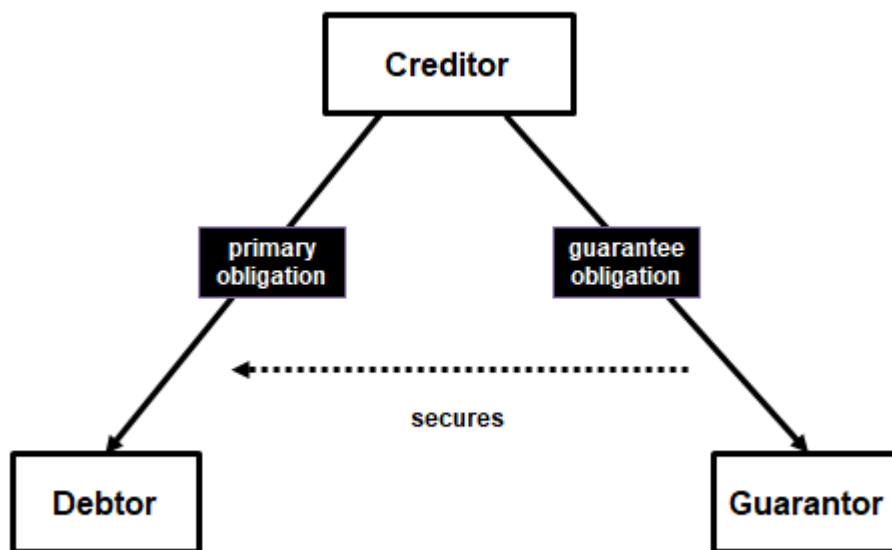 Creditor
primary
obligation
guarantee
obligation
secures
Debtor
Guarantor